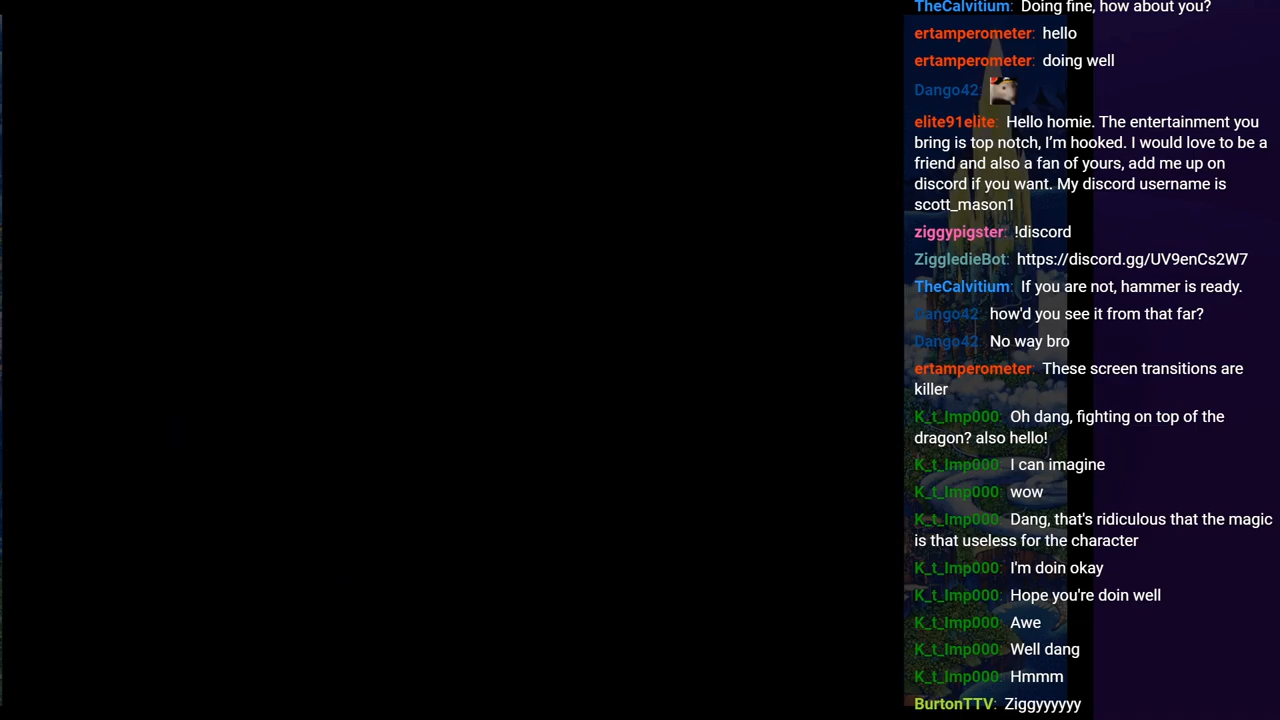 TheCalvitium: Doing fine, how about you?
ertamperometer: hello
ertamperometer: doing well
Dango42:
elite91elite: Hello homie. The entertainment you
bring is top notch, I'm hooked. I would love to be a
friend and also a fan of yours, add me up on
discord if you want. My discord username is
scott_mason1
ziggypigster: !discord
ZiggledieBot: https://discord.gg/UV9enCs2W7
TheCalvitium: If you are not, hammer is ready.
Dango42: how'd you see it from that far?
Dango42: No way bro
ertamperometer: These screen transitions are
killer
K_t_Imp000: Oh dang, fighting on top of the
dragon? also hello!
K_t_Imp000: I can imagine
K_t_Imp000: wow
K_t_Imp000: Dang, that's ridiculous that the magic
is that useless for the character
K_t_Imp000: I'm doin okay
K_t_Imp000: Hope you're doin well
K_t_Imp000: Awe
K_t_Imp000: Well dang
K_t_Imp000: Hmmm
BurtonTTV: Ziggyyyyyy